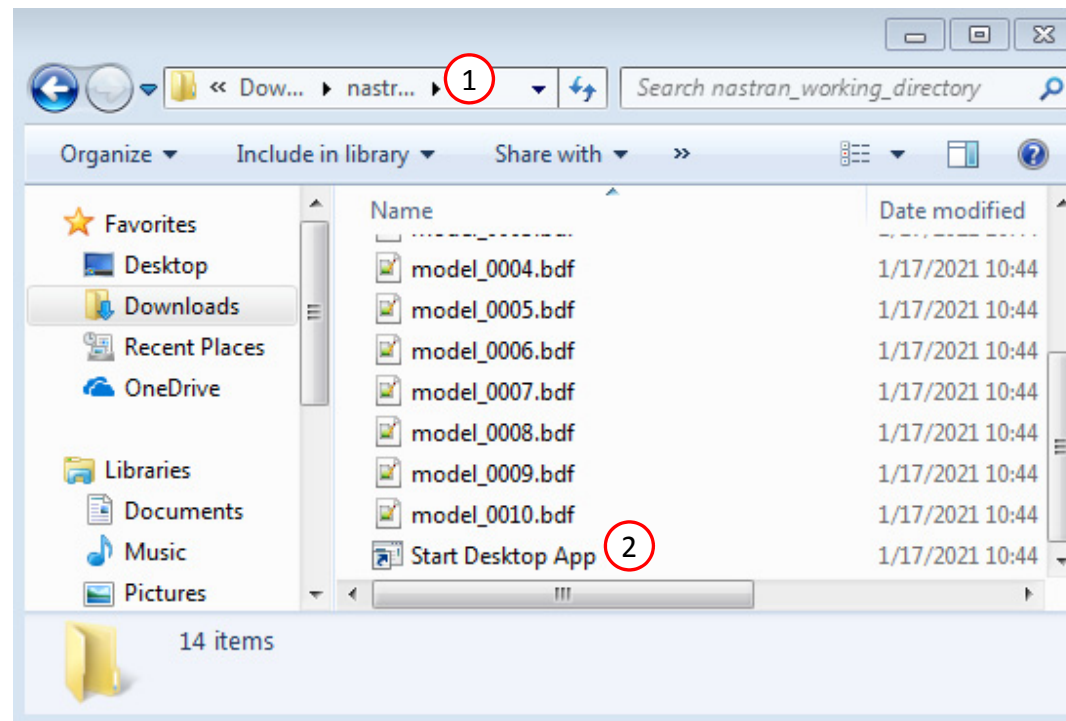 « Dow... nastr... 1 Search nastran_working_directory
Organize Include in library Share with »
Favorites
Desktop
Downloads
Recent Places
OneDrive
Libraries
Documents
Music
Pictures
Name Date modified
model_0004.bdf 1/17/2021 10:44
model_0005.bdf 1/17/2021 10:44
model_0006.bdf 1/17/2021 10:44
model_0007.bdf 1/17/2021 10:44
model_0008.bdf 1/17/2021 10:44
model_0009.bdf 1/17/2021 10:44
model_0010.bdf 1/17/2021 10:44
Start Desktop App 2 1/17/2021 10:44
14 items